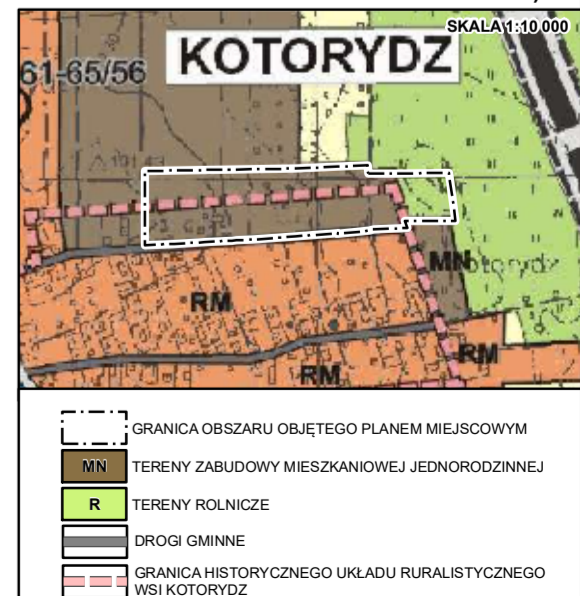 SKALA 1:10 000
KOTORYDZ
61-65/56
MN
Kotorydz
RM
RM
RM
GRANICA OBSZARU OBJĘTEGO PLANEM MIEJSCOWYM
MN TERENY ZABUDOWY MIESZKANIOWEJ JEDNORODZINNEJ
R TERENY ROLNICZE
DROGI GMINNE
GRANICA HISTORYCZNEGO UKŁADU RURALISTYCZNEGO
WSI KOTORYDZ